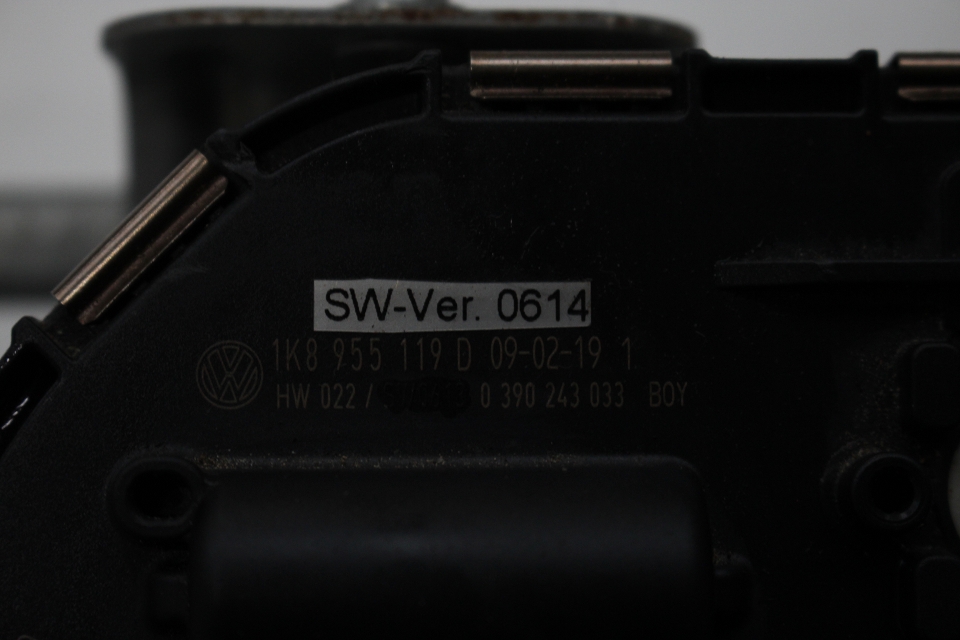 SW-Ver. 0614
1K8 955 119 D 09-02-19 1
HW 022 / 0 390 243 033 BOY